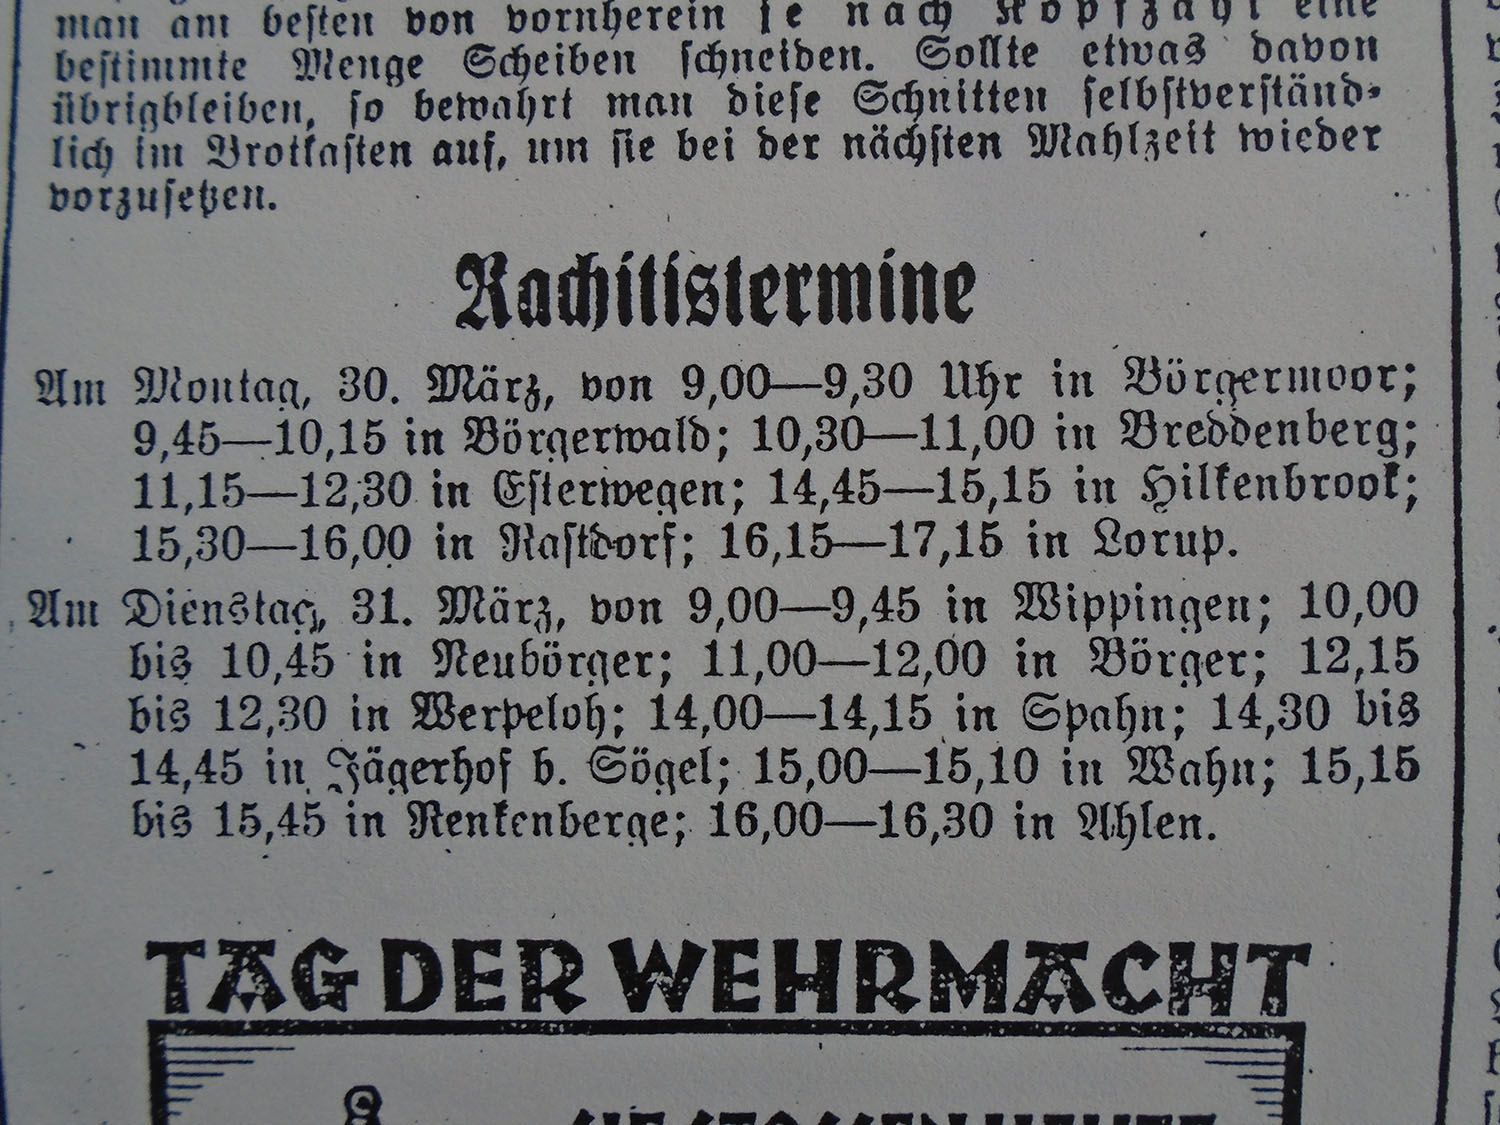 man am besten von vornherein je nach Kopfzahl eine
bestimmte Menge Scheiben schneiden. Sollte etwas davon
übrigbleiben, so bewahrt man diese Schnitten selbstverständ-
lich im Brotkasten auf, um sie bei der nächsten Mahlzeit wieder
vorzusetzen.
Rachitistermine
Am Montag, 30. März, von 9,00—9,30 Uhr in Börgermoor;
9,45—10,15 in Börgerwald; 10,30—11,00 in Breddenberg;
11,15—12,30 in Esterwegen; 14,45—15,15 in Hilkenbrook;
15,30—16,00 in Rastdorf; 16,15—17,15 in Lorup.
Am Dienstag, 31. März, von 9,00—9,45 in Wippingen; 10,00
bis 10,45 in Neubörger; 11,00—12,00 in Börger; 12,15
bis 12,30 in Werpeloh; 14,00—14,15 in Spahn; 14,30 bis
14,45 in Jägerhof b. Sögel; 15,00—15,10 in Wahn; 15,15
bis 15,45 in Renkenberge; 16,00—16,30 in Ahlen.
TAG DER WEHRMACHT